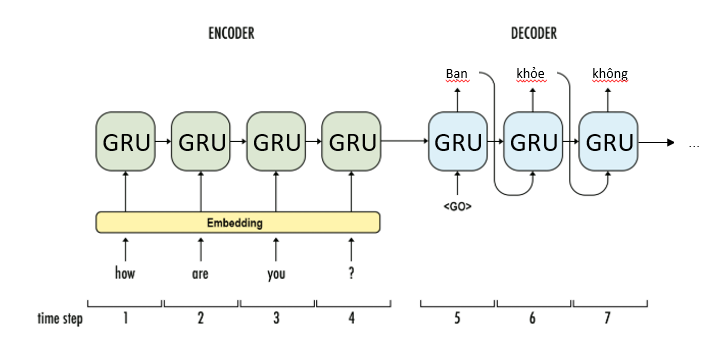 ENCODER DECODER
Ban khỏe không
GRU GRU GRU GRU GRU GRU GRU ...
<GO>
Embedding
how are you ?
time step 1 2 3 4 5 6 7